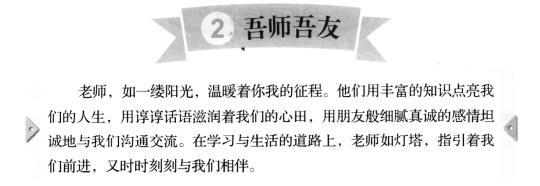 2 吾师吾友
老师，如一缕阳光，温暖着你我的征程。他们用丰富的知识点亮我
们的人生，用谆谆话语滋润着我们的心田，用朋友般细腻真诚的感情坦
诚地与我们沟通交流。在学习与生活的道路上，老师如灯塔，指引着我
们前进，又时时刻刻与我们相伴。